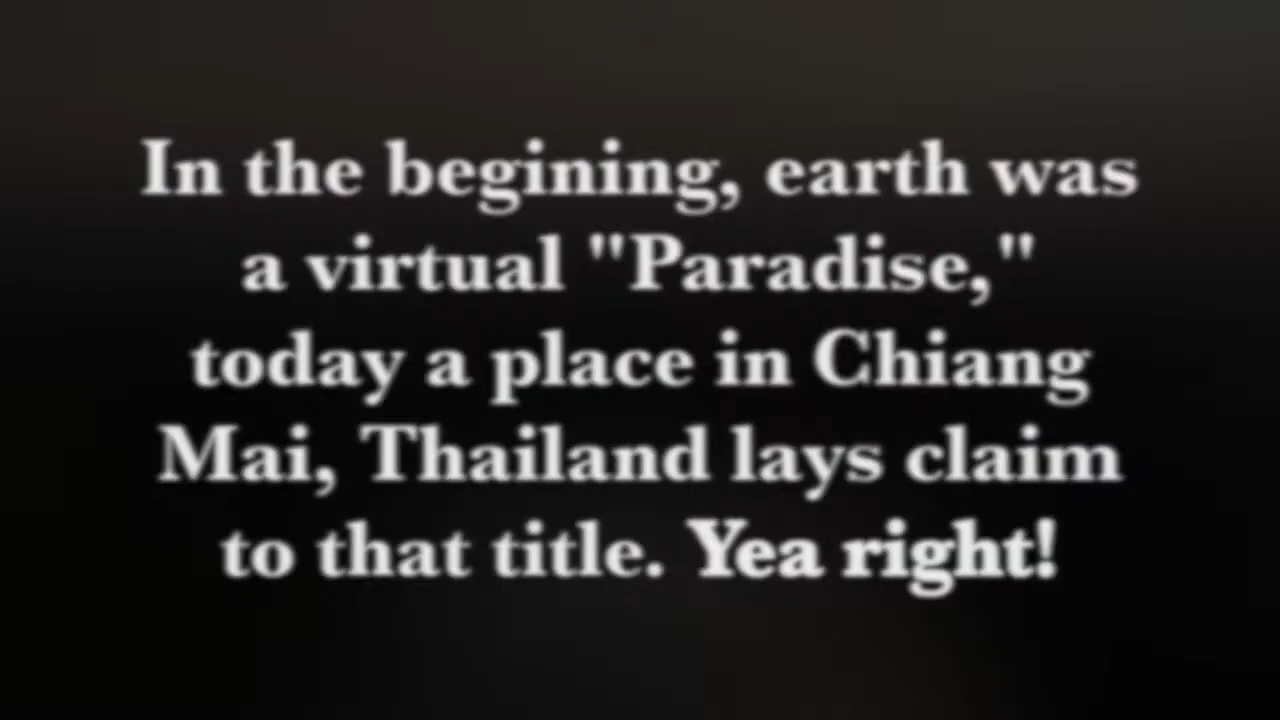 In the begining, earth was
a virtual "Paradise,"
today a place in Chiang
Mai, Thailand lays claim
to that title. Yea right!